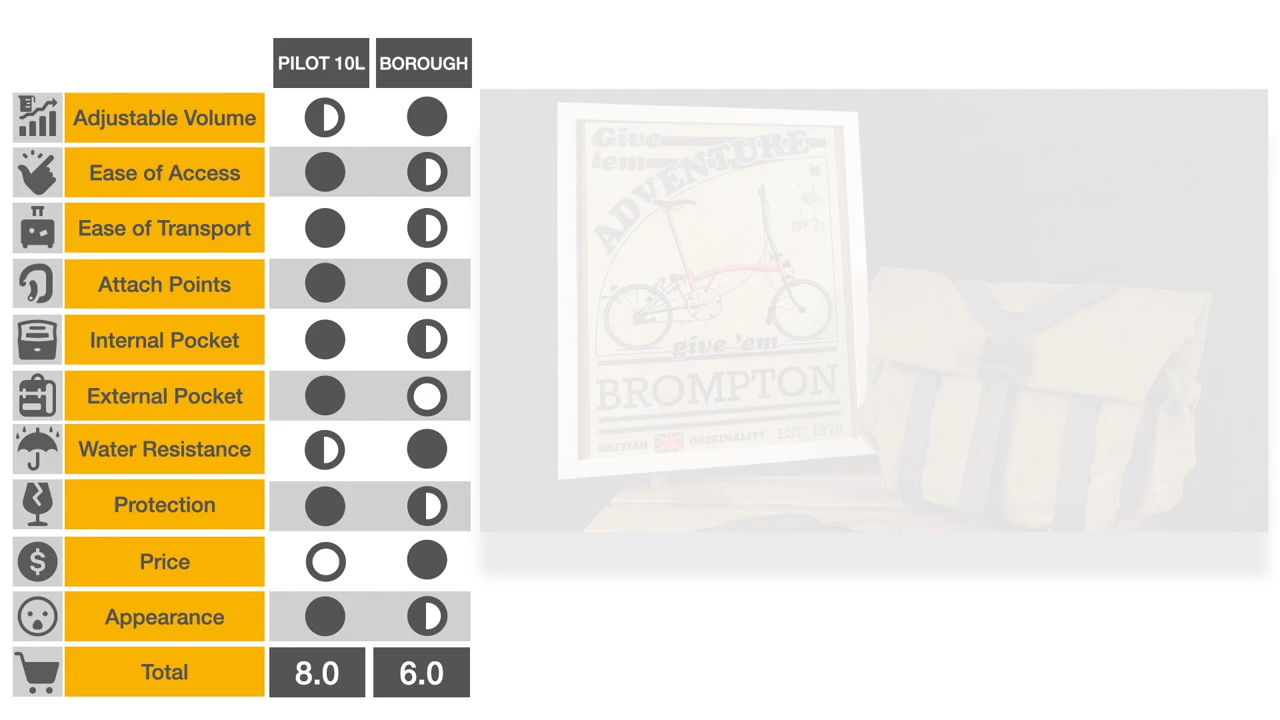 PILOT 10L BOROUGH
Adjustable Volume
Ease of Access
Ease of Transport
Attach Points
Internal Pocket
External Pocket
Water Resistance
Protection
Price
Appearance
Total 8.0 6.0
Give
'em
ADVENTURE
give 'em
BROMPTON
BRITISH ORIGINALITY EST: 1976